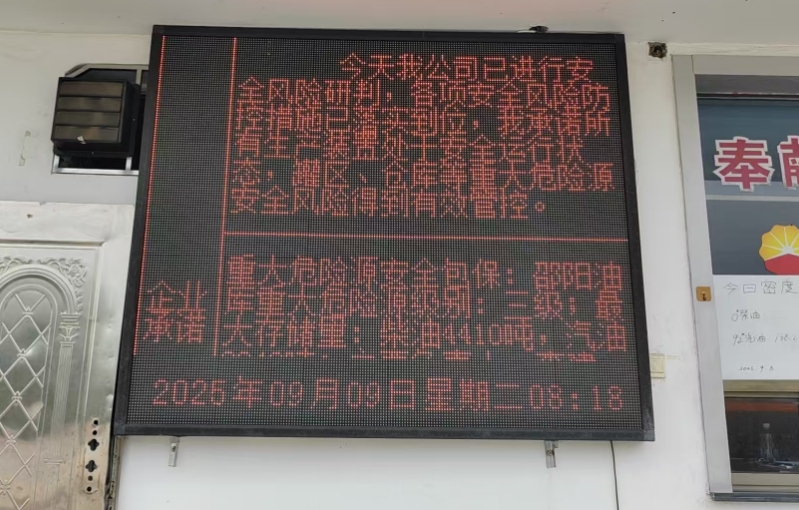 今天我公司已进行安
全风险研判，各项安全风险防
控措施已落实到位，我承诺所
有生产装置处于安全运行状
态，罐区、仓库等重大危险源
安全风险得到有效管控。
企业
承诺
重大危险源安全包保：邵阳油
库重大危险源级别：二级；最
大存储量：柴油4410吨，汽油
2025年09月09日星期二08:18
奉献
今日密度